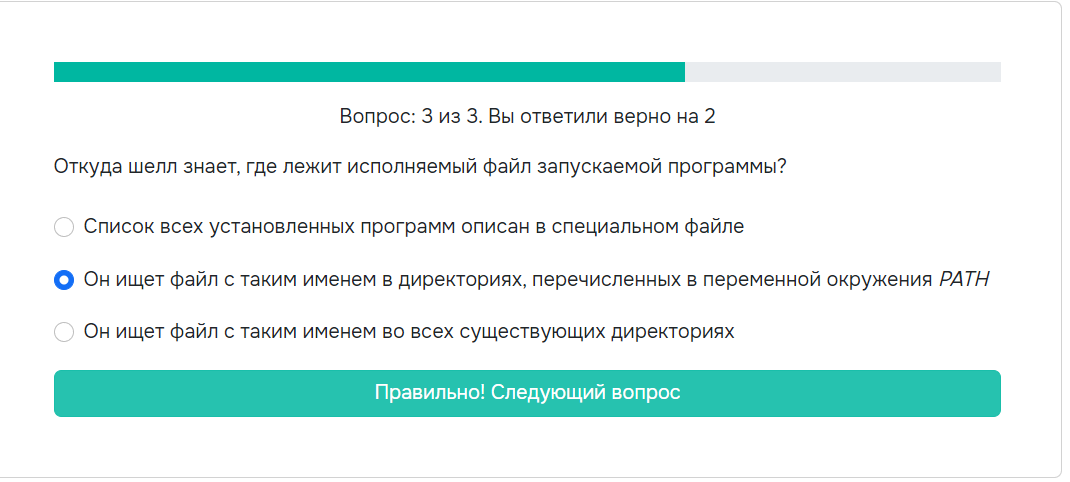 Вопрос: 3 из 3. Вы ответили верно на 2
Откуда шелл знает, где лежит исполняемый файл запускаемой программы?
Список всех установленных программ описан в специальном файле
Он ищет файл с таким именем в директориях, перечисленных в переменной окружения PATH
Он ищет файл с таким именем во всех существующих директориях
Правильно! Следующий вопрос